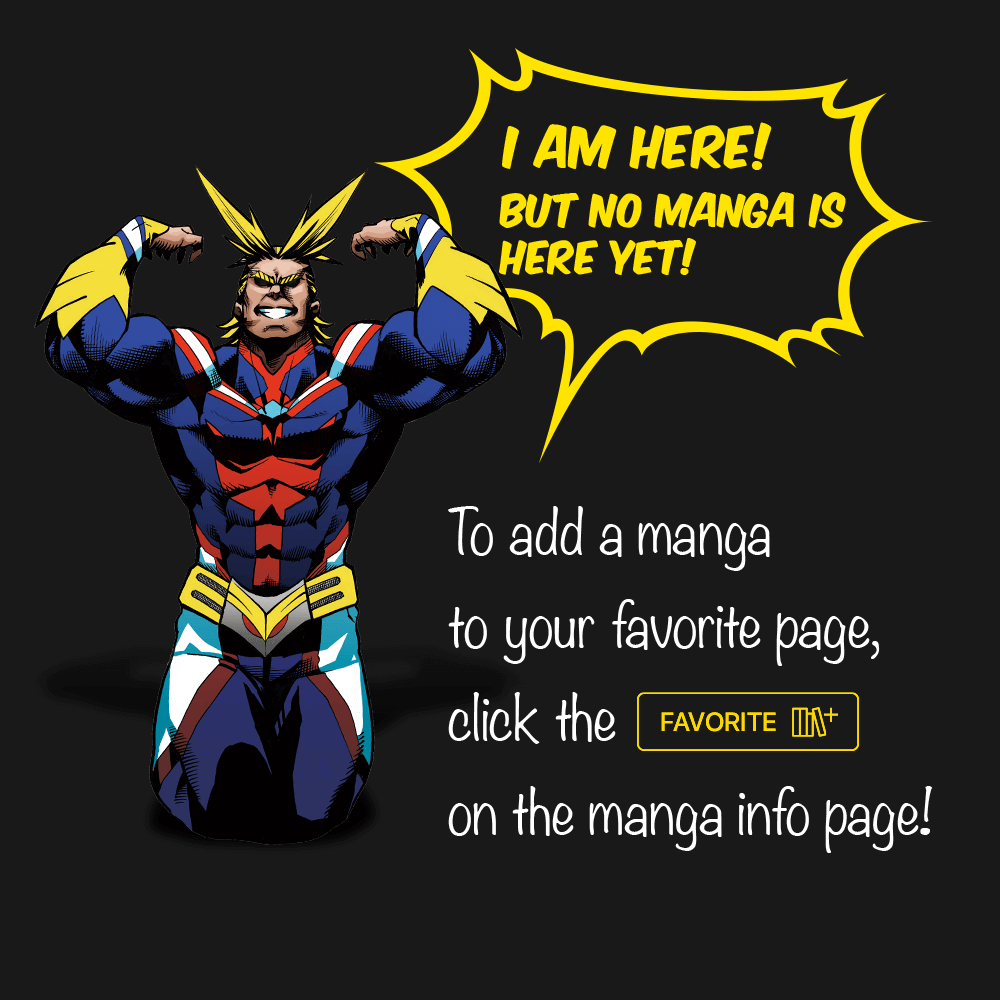 I AM HERE!
BUT NO MANGA IS
HERE YET!
To add a manga
to your favorite page,
click the FAVORITE
on the manga info page!